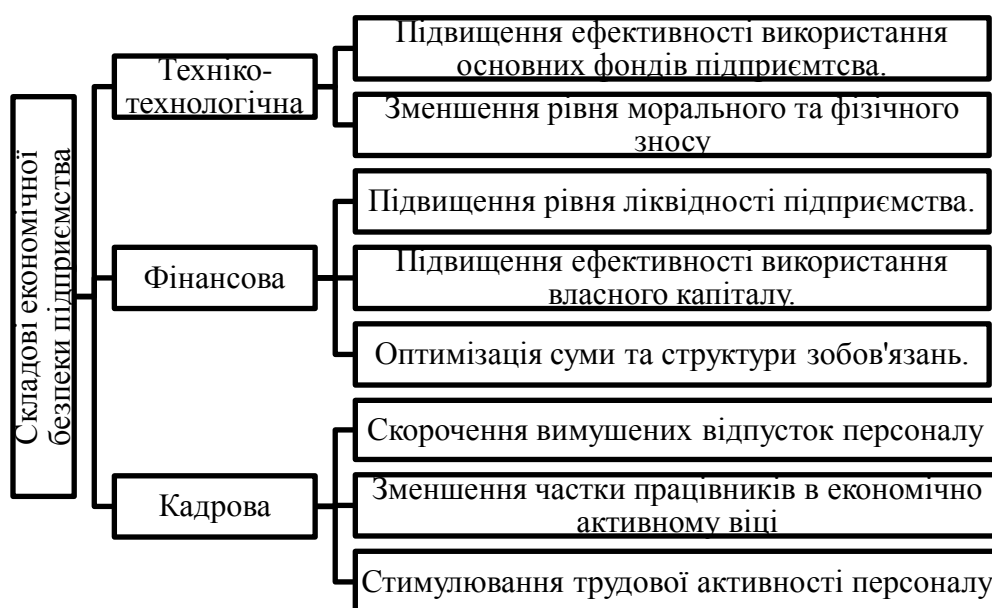 Складові економічної
безпеки підприємства
Техніко-
технологічна
Підвищення ефективності використання
основних фондів підприємтсва.
Зменшення рівня морального та фізичного
зносу
Фінансова
Підвищення рівня ліквідності підприємства.
Підвищення ефективності використання
власного капіталу.
Оптимізація суми та структури зобов'язань.
Кадрова
Скорочення вимушених відпусток персоналу
Зменшення частки працівників в економічно
активному віці
Стимулювання трудової активності персоналу